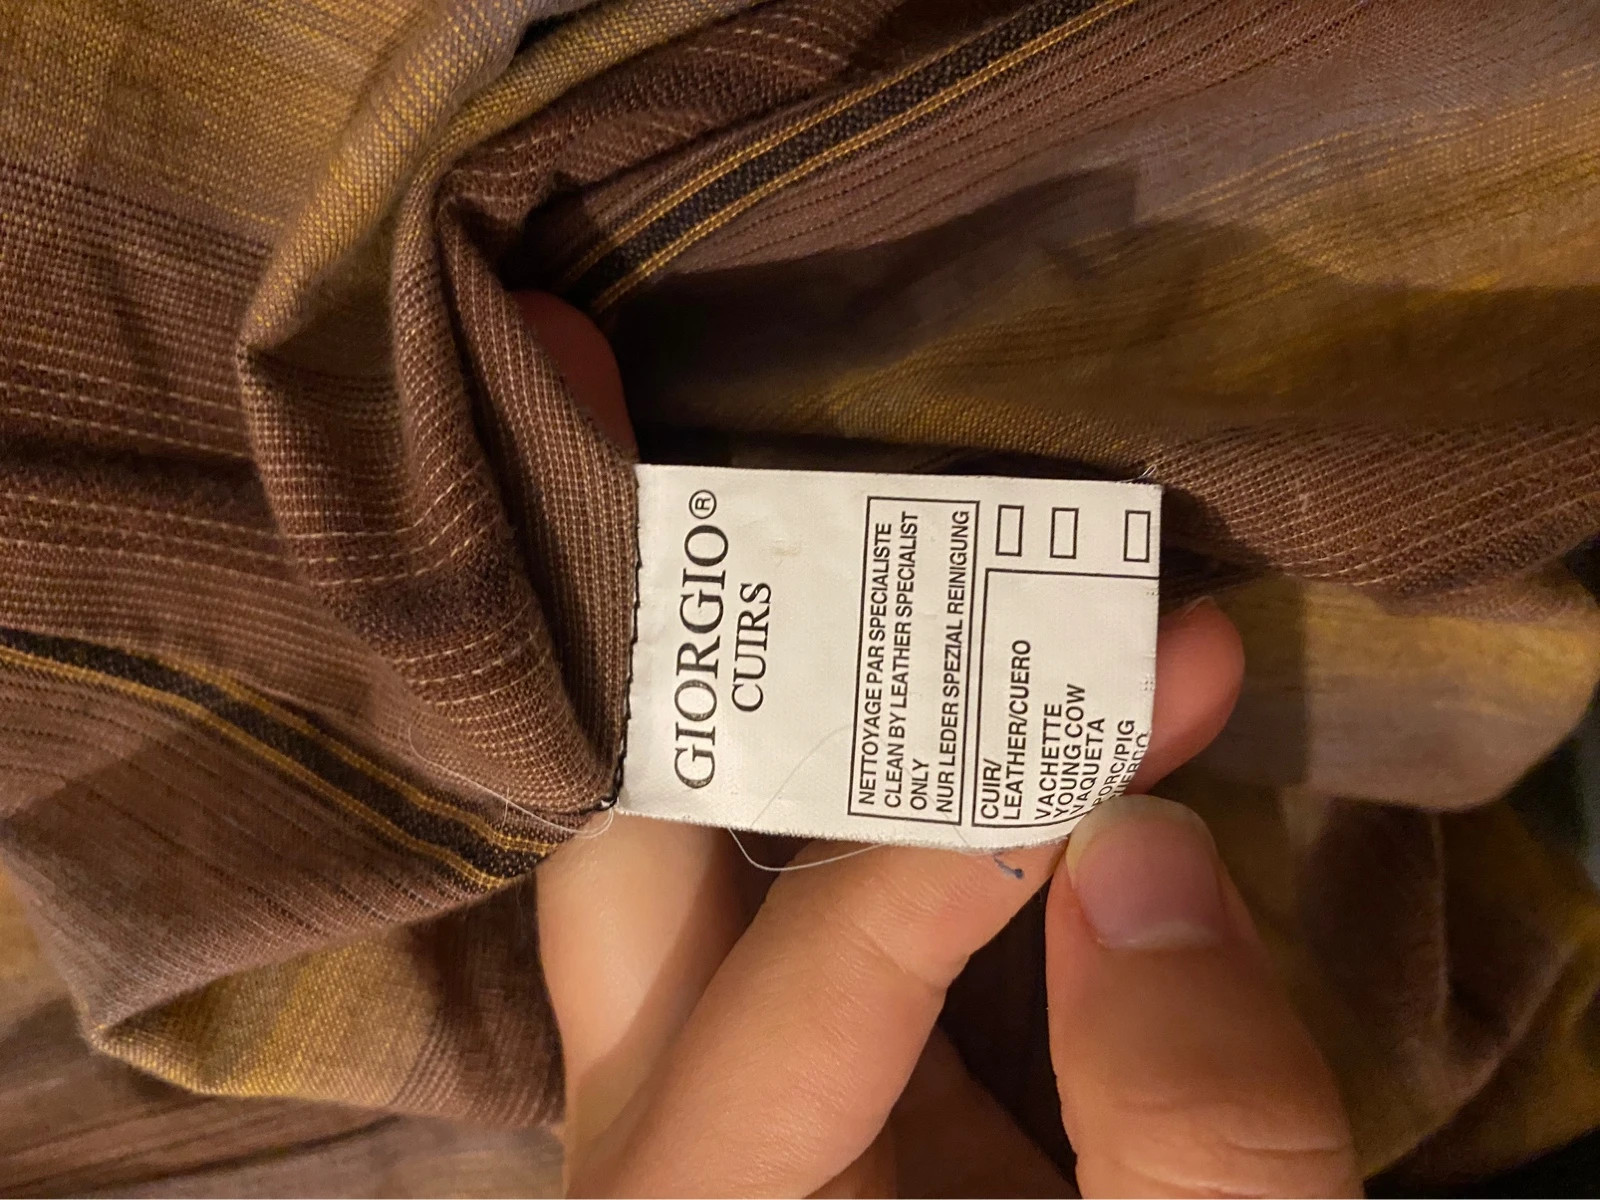 GIORGIO®
CUIRS
NETTOYAGE PAR SPECIALISTE
CLEAN BY LEATHER SPECIALIST
ONLY
NUR LEDER SPEZIAL REINIGUNG
CUIR/
LEATHER/CUERO
VACHETTE
YOUNG COW
VAQUETA
PORC/PIG